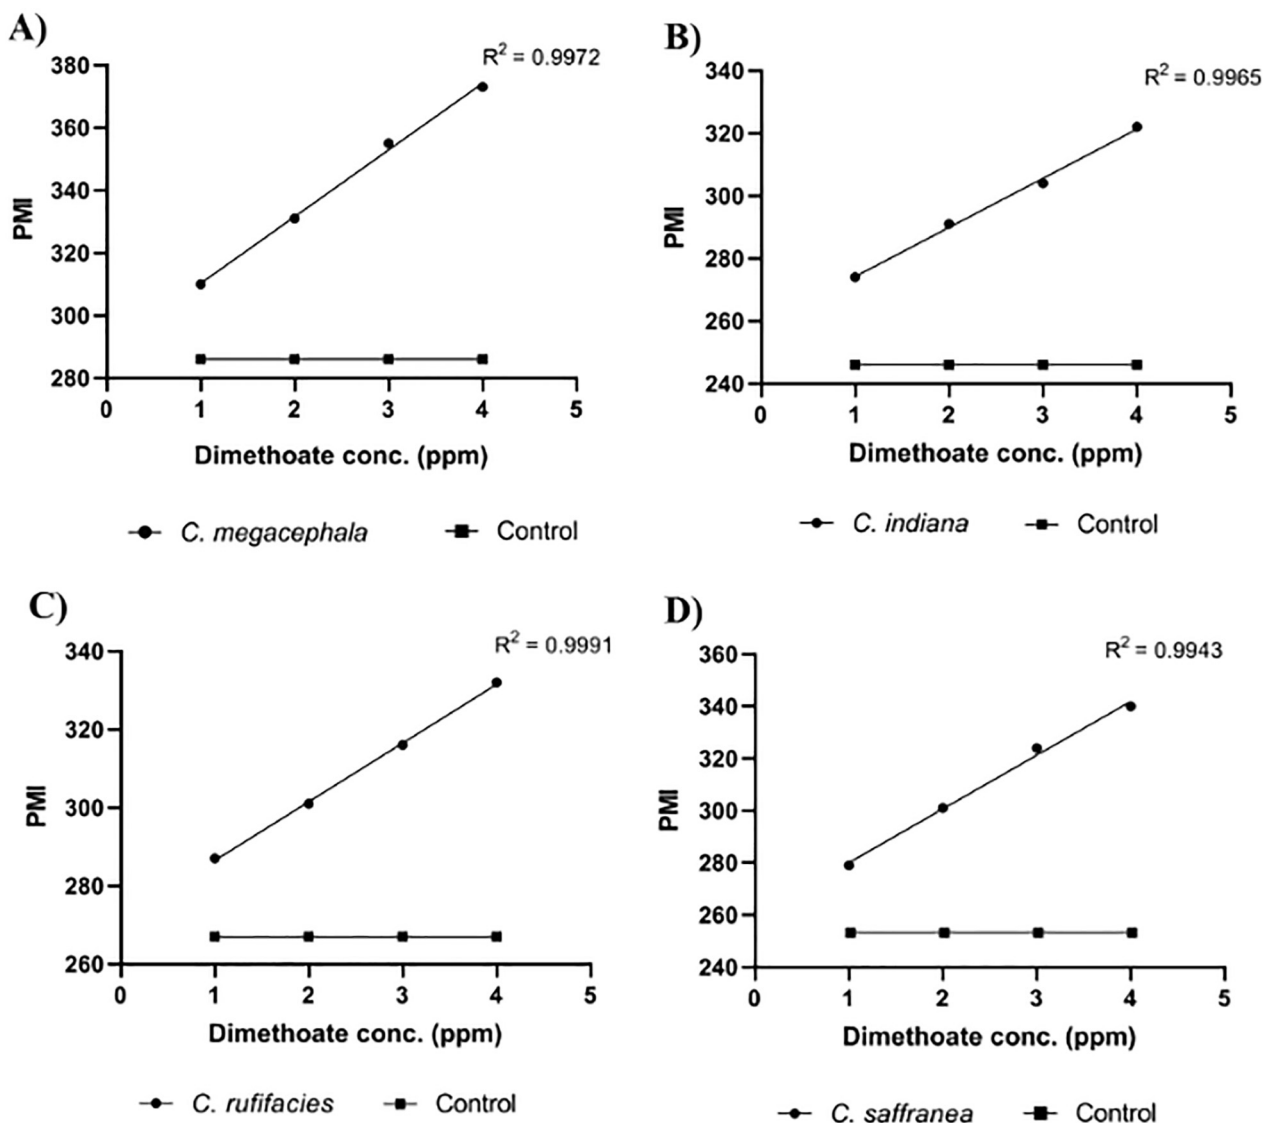 A)
R² = 0.9972
380
360
340
320
300
280
PMI
0 1 2 3 4 5
Dimethoate conc. (ppm)
C. megacephala Control
B)
R² = 0.9965
340
320
300
280
260
240
PMI
0 1 2 3 4 5
Dimethoate conc. (ppm)
C. indiana Control
C)
R² = 0.9991
340
320
300
280
260
PMI
0 1 2 3 4 5
Dimethoate conc. (ppm)
C. rufifacies Control
D)
R² = 0.9943
360
340
320
300
280
260
240
PMI
0 1 2 3 4 5
Dimethoate conc. (ppm)
C. saffranea Control